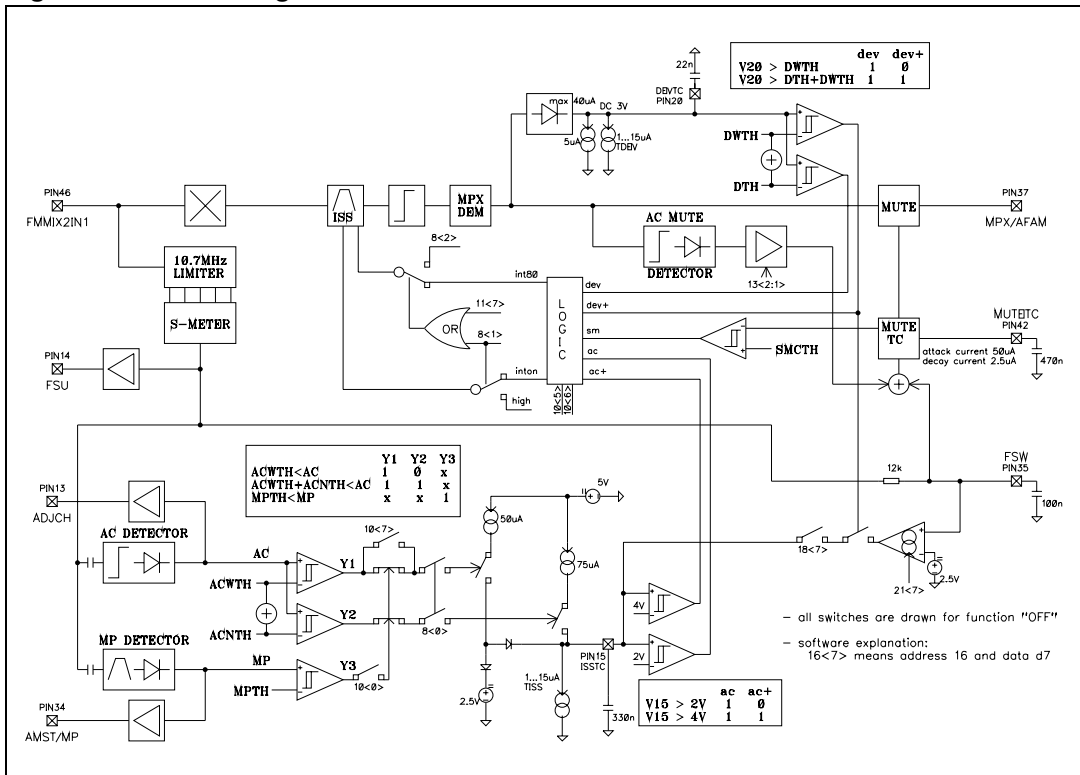 22n
DEVTC
PIN20
dev dev+
V20 > DWTH 1 0
V20 > DTH+DWTH 1 1
max 40uA
DC 3V
5uA
1...15uA
TDEV
DWTH
DTH
PIN46
FMMIX2IN1
ISS
MPX
DEM
MUTE
PIN37
MPX/AFAM
AC MUTE
DETECTOR
13<2:1>
10.7MHz
LIMITER
S-METER
8<2>
int80
11<7>
OR
8<1>
inton
high
LOGIC
dev
dev+
sm
ac
ac+
10<5>
10<6>
SMCTH
MUTE
TC
MUTETC
PIN42
attack current 50uA
decay current 2.5uA
470n
PIN14
FSU
Y1 Y2 Y3
ACWTH<AC 1 0 x
ACWTH+ACNTH<AC 1 1 x
MPTH<MP x x 1
PIN13
ADJCH
AC DETECTOR
AC
ACWTH
ACNTH
Y1
Y2
10<7>
8<0>
50uA
5V
75uA
12k
FSW
PIN35
100n
18<7>
21<7>
2.5V
4V
2V
MP DETECTOR
MP
MPTH
Y3
10<0>
2.5V
1...15uA
TISS
PIN15
ISSTC
330n
PIN34
AMST/MP
ac ac+
V15 > 2V 1 0
V15 > 4V 1 1
- all switches are drawn for function "OFF"
- software explanation:
16<7> means address 16 and data d7